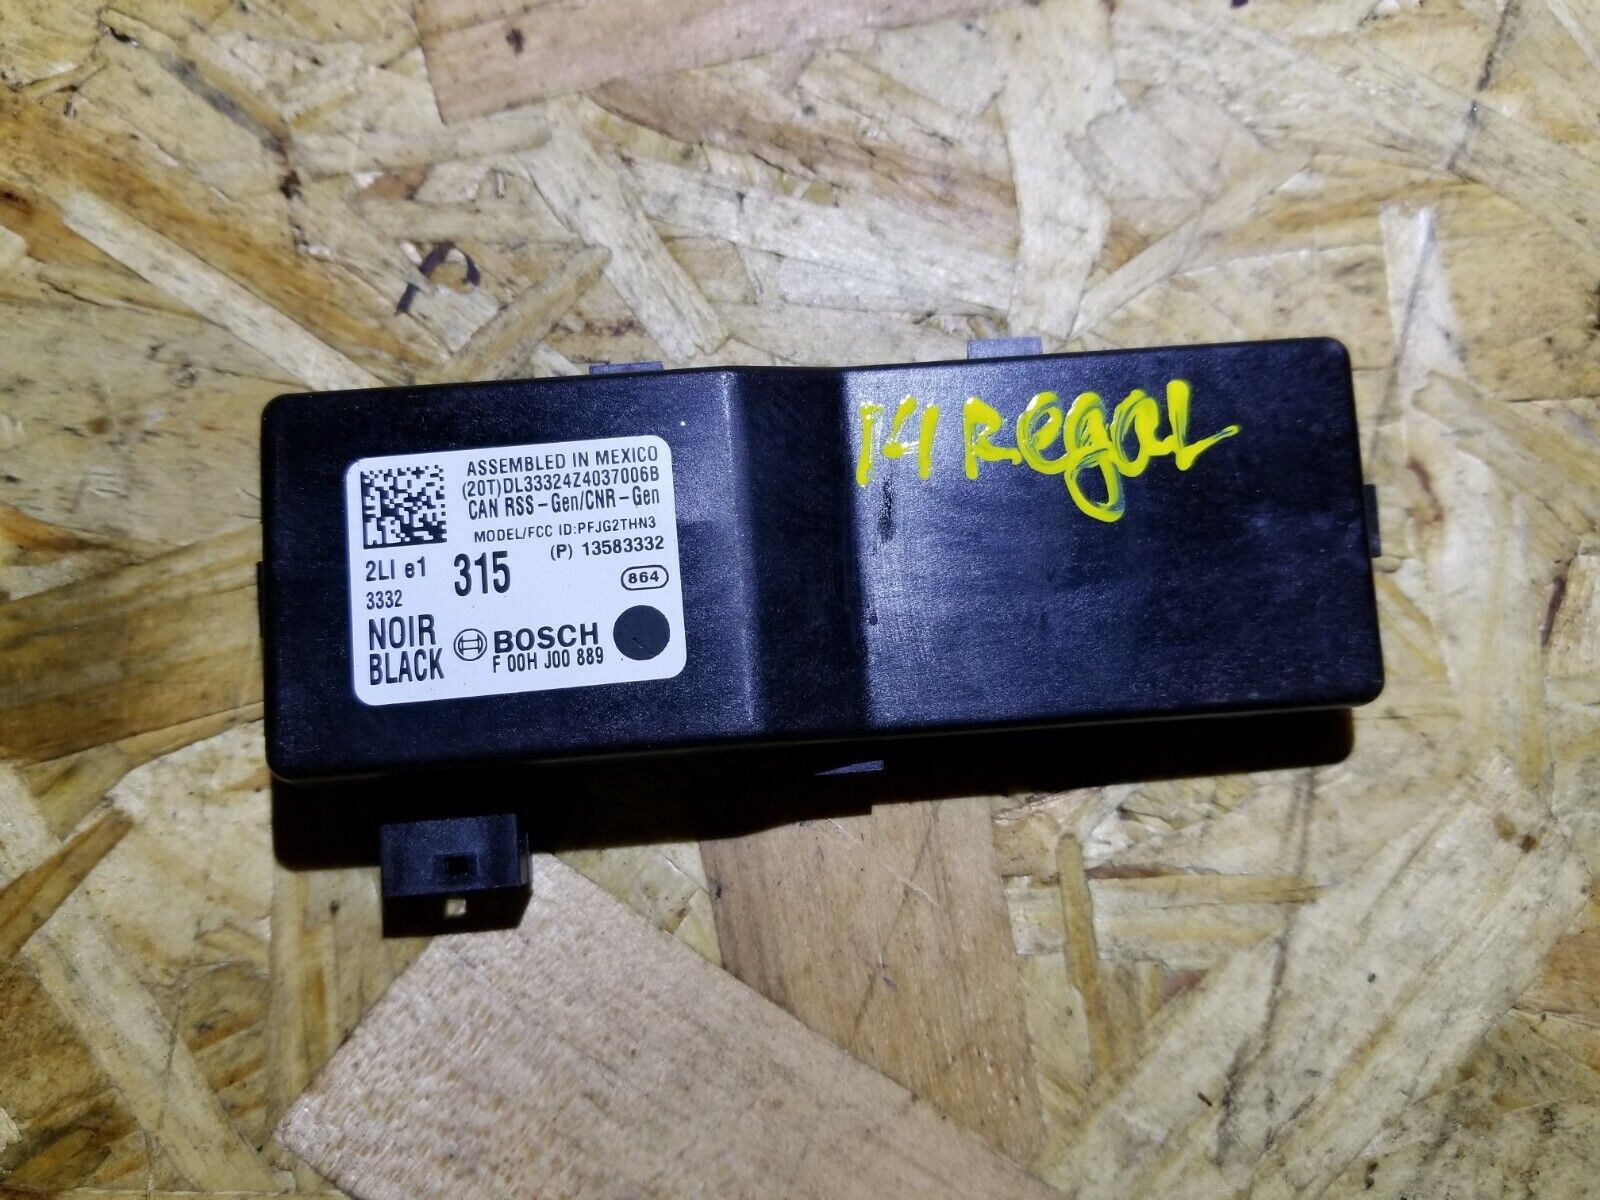 ASSEMBLED IN MEXICO
(20T)DL33324Z4037006B
CAN RSS-Gen/CNR-Gen
MODEL/FCC ID:PFJG2THN3
(P) 13583332
2LI e1
3332
315
864
NOIR
BLACK
BOSCH
F 00H J00 889
14 Regal